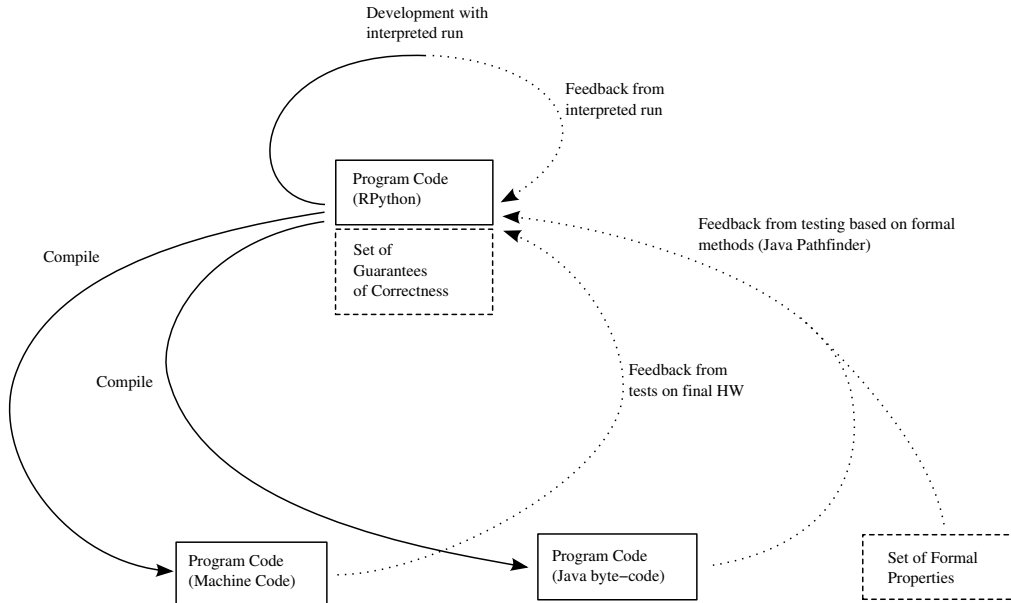 Development with
interpreted run
Feedback from
interpreted run
Program Code
(RPython)
Set of
Guarantees
of Correctness
Feedback from testing based on formal
methods (Java Pathfinder)
Compile
Compile
Feedback from
tests on final HW
Program Code
(Machine Code)
Program Code
(Java byte−code)
Set of Formal
Properties